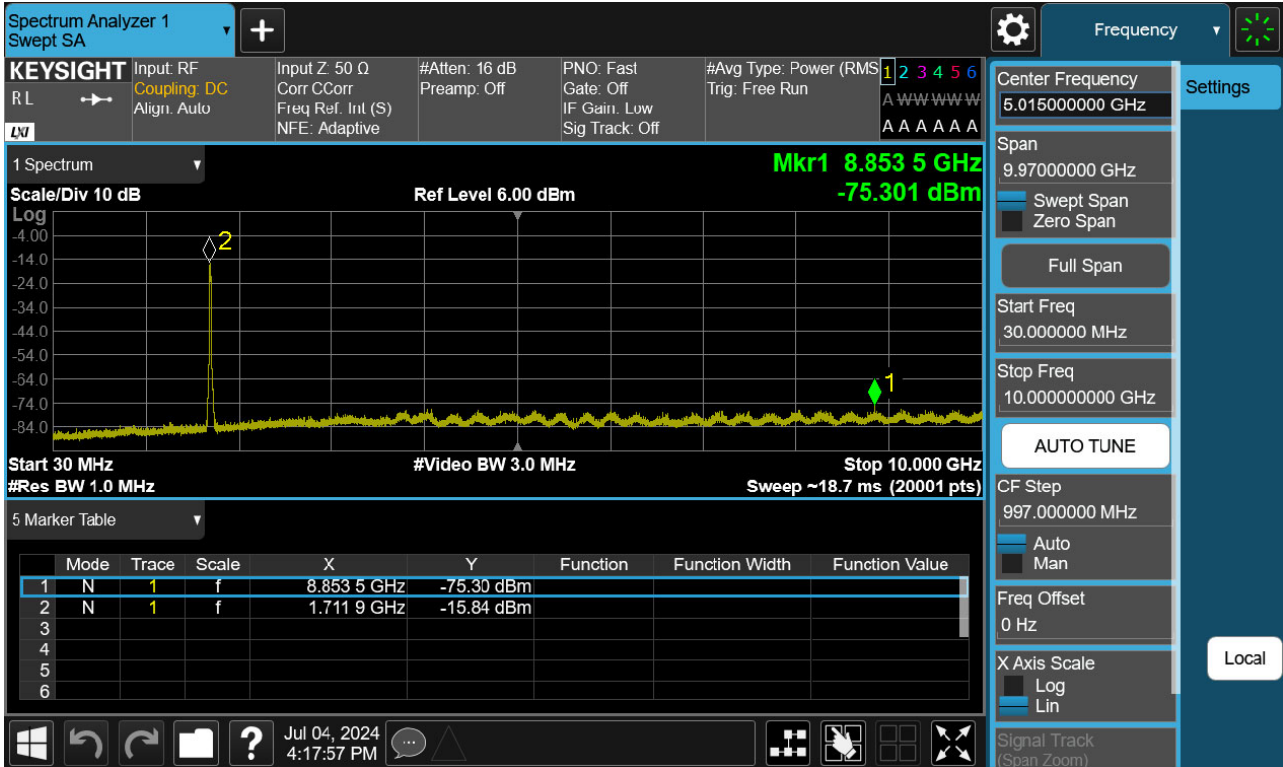 Spectrum Analyzer 1
Swept SA
+
Frequency
KEYSIGHT
R L
LXI
Input: RF
Coupling: DC
Align: Auto
Input Z: 50 Ω
Corr CCorr
Freq Ref: Int (S)
NFE: Adaptive
#Atten: 16 dB
Preamp: Off
PNO: Fast
Gate: Off
IF Gain: Low
Sig Track: Off
#Avg Type: Power (RMS
Trig: Free Run
1 2 3 4 5 6
A W W W W W
A A A A A A
1 Spectrum
Mkr1 8.853 5 GHz
Scale/Div 10 dB
Ref Level 6.00 dBm
-75.301 dBm
Log
-4.00
-14.0
-24.0
-34.0
-44.0
-54.0
-64.0
-74.0
-84.0
2
1
Start 30 MHz
#Video BW 3.0 MHz
Stop 10.000 GHz
#Res BW 1.0 MHz
Sweep ~18.7 ms (20001 pts)
5 Marker Table
Mode Trace Scale X Y Function Function Width Function Value
1 N 1 f 8.853 5 GHz -75.30 dBm
2 N 1 f 1.711 9 GHz -15.84 dBm
3
4
5
6
?
Jul 04, 2024
4:17:57 PM
Center Frequency
5.015000000 GHz
Span
9.97000000 GHz
Swept Span
Zero Span
Full Span
Start Freq
30.000000 MHz
Stop Freq
10.000000000 GHz
AUTO TUNE
CF Step
997.000000 MHz
Auto
Man
Freq Offset
0 Hz
X Axis Scale
Log
Lin
Signal Track
(Span Zoom)
Settings
Local